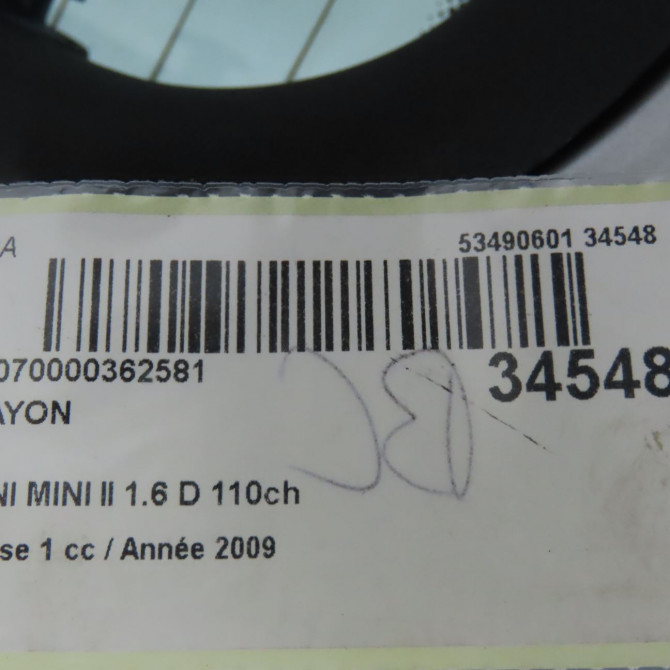 A
53490601 34548
070000362581
34548
AYON
NI MINI II 1.6 D 110ch
se 1 cc / Année 2009